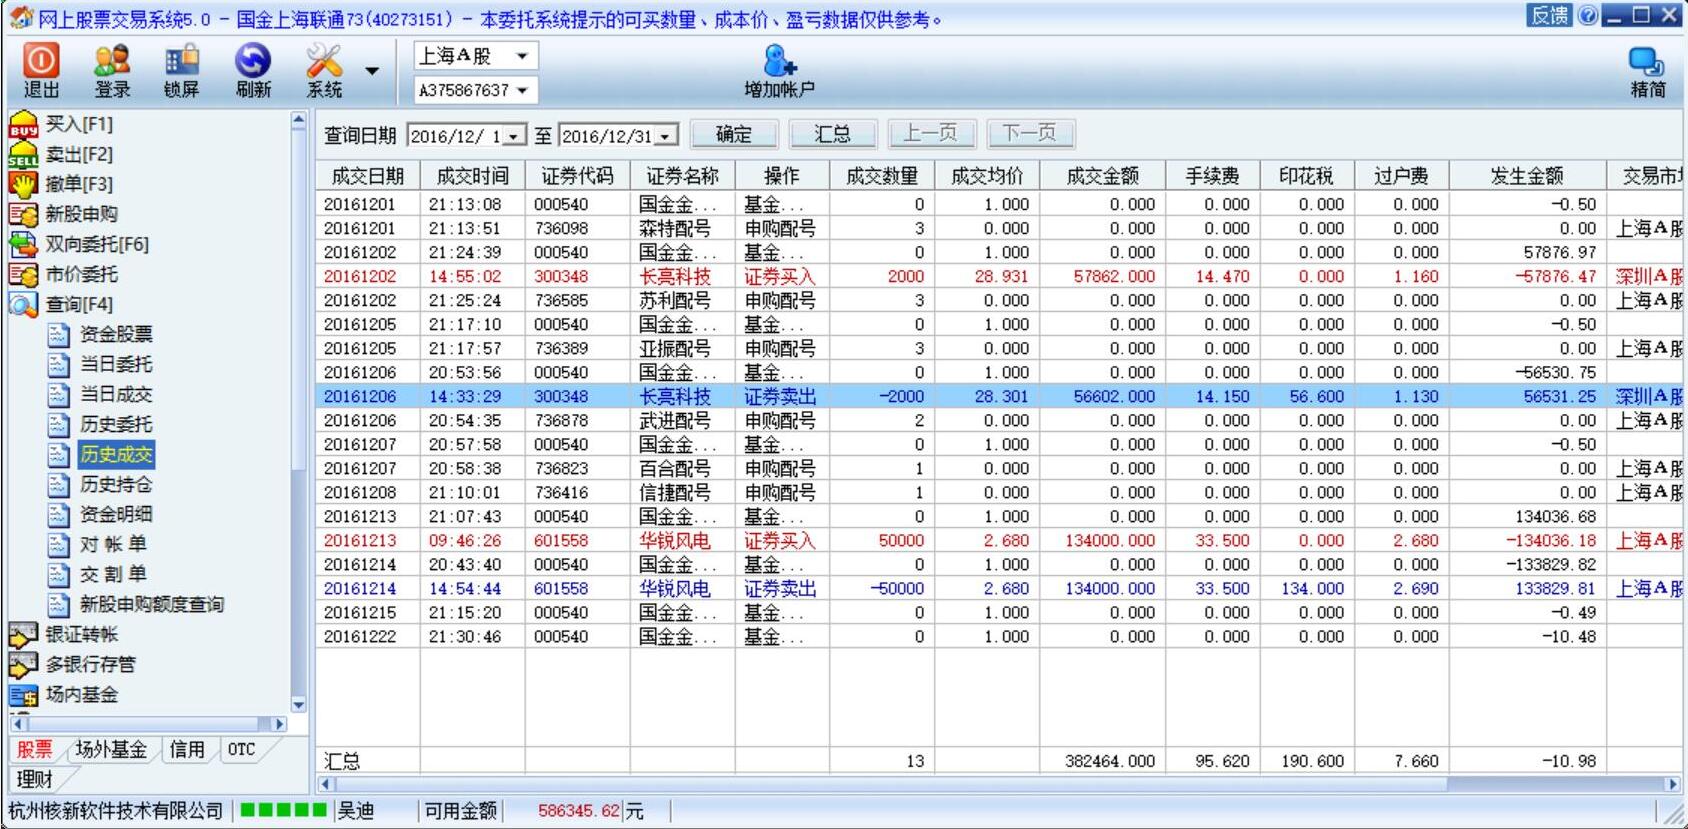 网上股票交易系统5.0 - 国金上海联通73(40273151) - 本委托系统提示的可买数量、成本价、盈亏数据仅供参考。 反馈
退出 登录 锁屏 刷新 系统 上海A股 A375867637 增加帐户 精简
买入[F1]
卖出[F2]
撤单[F3]
新股申购
双向委托[F6]
市价委托
查询[F4]
资金股票
当日委托
当日成交
历史委托
历史成交
历史持仓
资金明细
对 帐 单
交 割 单
新股申购额度查询
银证转帐
多银行存管
场内基金
股票 场外基金 信用 OTC
理财
查询日期 2016/12/ 1 至 2016/12/31 确定 汇总 上一页 下一页
成交日期 成交时间 证券代码 证券名称 操作 成交数量 成交均价 成交金额 手续费 印花税 过户费 发生金额 交易市
20161201 21:13:08 000540 国金金... 基金... 0 1.000 0.000 0.000 0.000 0.000 -0.50
20161201 21:13:51 736098 森特配号 申购配号 3 0.000 0.000 0.000 0.000 0.000 0.00 上海A股
20161202 21:24:39 000540 国金金... 基金... 0 1.000 0.000 0.000 0.000 0.000 57876.97
20161202 14:55:02 300348 长亮科技 证券买入 2000 28.931 57862.000 14.470 0.000 1.160 -57876.47 深圳A股
20161202 21:25:24 736585 苏利配号 申购配号 3 0.000 0.000 0.000 0.000 0.000 0.00 上海A股
20161205 21:17:10 000540 国金金... 基金... 0 1.000 0.000 0.000 0.000 0.000 -0.50
20161205 21:17:57 736389 亚振配号 申购配号 3 0.000 0.000 0.000 0.000 0.000 0.00 上海A股
20161206 20:53:56 000540 国金金... 基金... 0 1.000 0.000 0.000 0.000 0.000 -56530.75
20161206 14:33:29 300348 长亮科技 证券卖出 -2000 28.301 56602.000 14.150 56.600 1.130 56531.25 深圳A股
20161206 20:54:35 736878 武进配号 申购配号 2 0.000 0.000 0.000 0.000 0.000 0.00 上海A股
20161207 20:57:58 000540 国金金... 基金... 0 1.000 0.000 0.000 0.000 0.000 -0.50
20161207 20:58:38 736823 百合配号 申购配号 1 0.000 0.000 0.000 0.000 0.000 0.00 上海A股
20161208 21:10:01 736416 信捷配号 申购配号 1 0.000 0.000 0.000 0.000 0.000 0.00 上海A股
20161213 21:07:43 000540 国金金... 基金... 0 1.000 0.000 0.000 0.000 0.000 134036.68
20161213 09:46:26 601558 华锐风电 证券买入 50000 2.680 134000.000 33.500 0.000 2.680 -134036.18 上海A股
20161214 20:43:40 000540 国金金... 基金... 0 1.000 0.000 0.000 0.000 0.000 -133829.82
20161214 14:54:44 601558 华锐风电 证券卖出 -50000 2.680 134000.000 33.500 134.000 2.690 133829.81 上海A股
20161215 21:15:20 000540 国金金... 基金... 0 1.000 0.000 0.000 0.000 0.000 -0.49
20161222 21:30:46 000540 国金金... 基金... 0 1.000 0.000 0.000 0.000 0.000 -10.48
汇总 13 382464.000 95.620 190.600 7.660 -10.98
杭州核新软件技术有限公司 吴迪 可用金额 586345.62 元